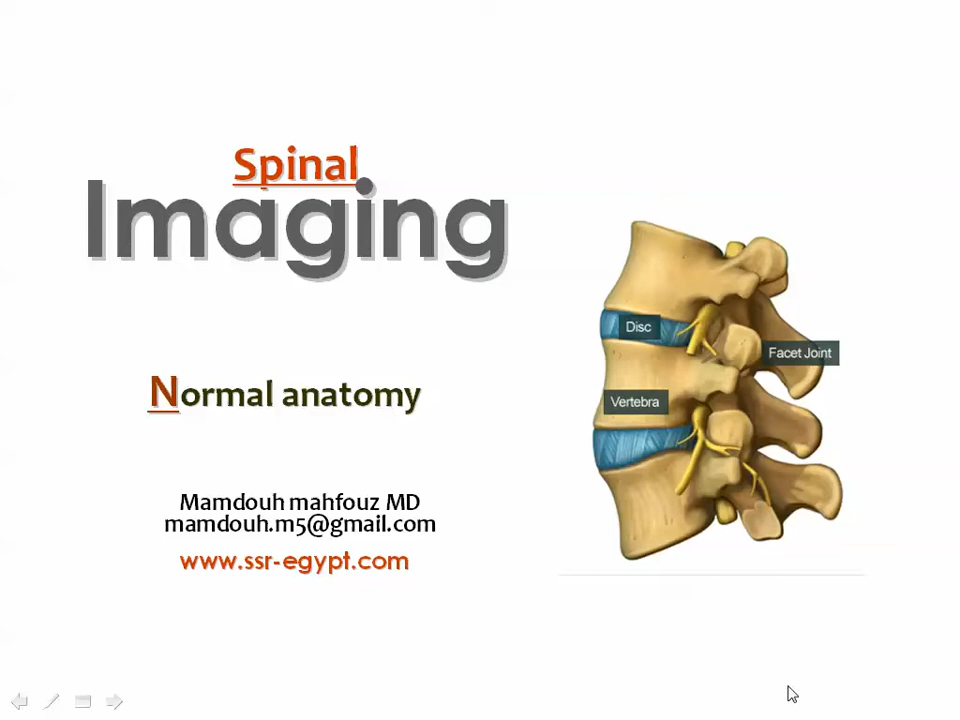 Spinal
Imaging
Normal anatomy
Mamdouh mahfouz MD
mamdouh.m5@gmail.com
www.ssr-egypt.com
Disc
Facet Joint
Vertebra